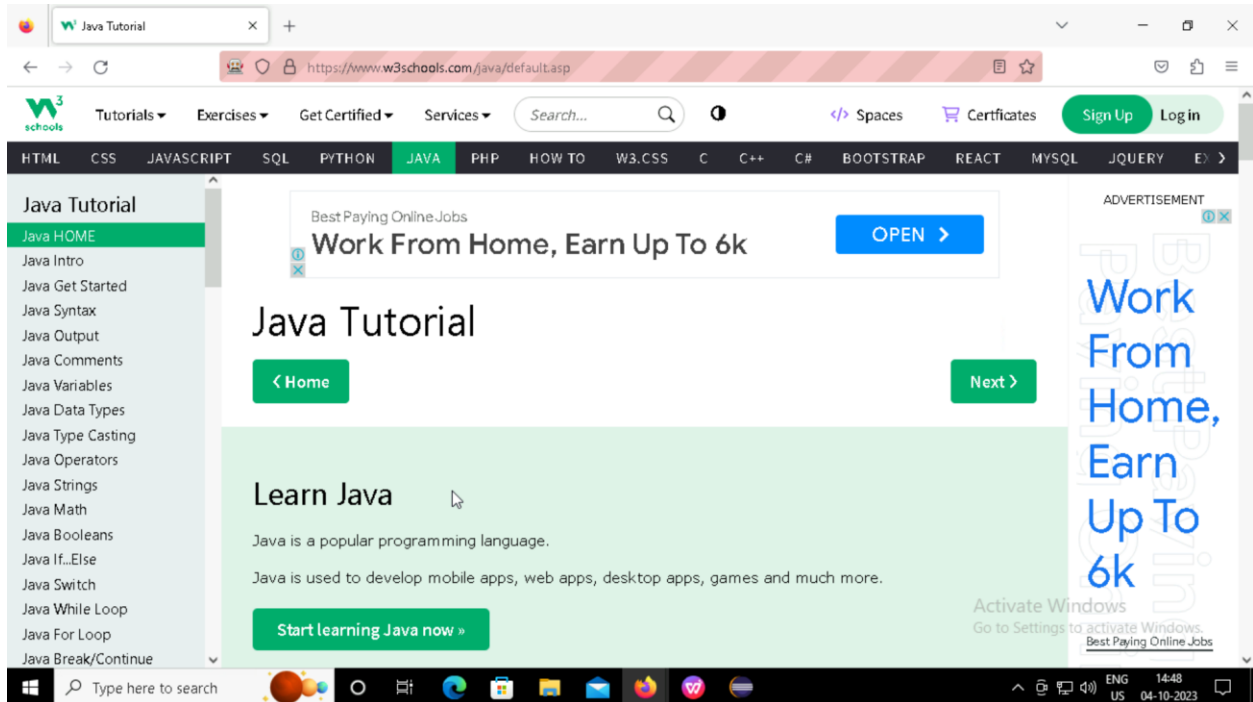 Java Tutorial
https://www.w3schools.com/java/default.asp
W3 schools
Tutorials Exercises Get Certified Services Search... </> Spaces Certficates Sign Up Log in
HTML CSS JAVASCRIPT SQL PYTHON JAVA PHP HOW TO W3.CSS C C++ C# BOOTSTRAP REACT MYSQL JQUERY
Java Tutorial
Java HOME
Java Intro
Java Get Started
Java Syntax
Java Output
Java Comments
Java Variables
Java Data Types
Java Type Casting
Java Operators
Java Strings
Java Math
Java Booleans
Java If...Else
Java Switch
Java While Loop
Java For Loop
Java Break/Continue
Best Paying Online Jobs
Work From Home, Earn Up To 6k
OPEN >
Java Tutorial
❮ Home
Next ❯
Learn Java
Java is a popular programming language.
Java is used to develop mobile apps, web apps, desktop apps, games and much more.
Start learning Java now »
ADVERTISEMENT
Work
From
Home,
Earn
Up To
6k
Best Paying Online Jobs
Activate Windows
Go to Settings to activate Windows.
Type here to search
ENG 14:48
US 04-10-2023